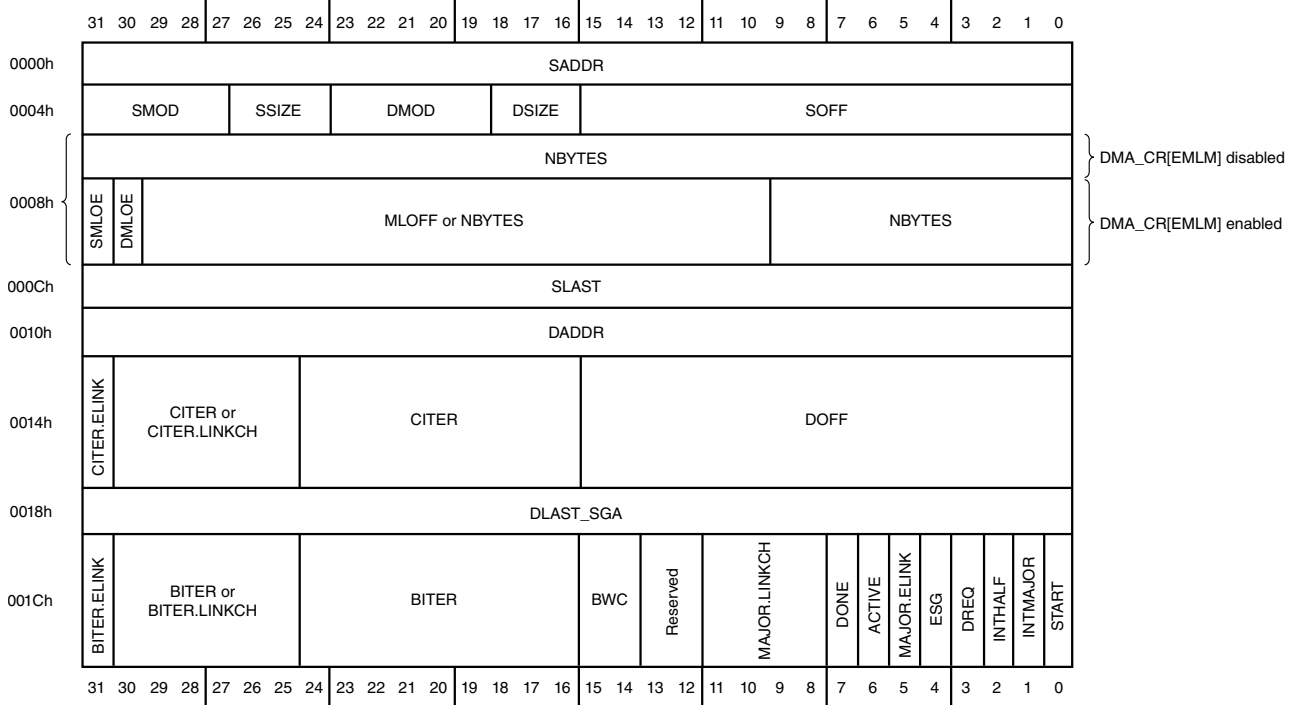 31 30 29 28 27 26 25 24 23 22 21 20 19 18 17 16 15 14 13 12 11 10 9 8 7 6 5 4 3 2 1 0
0000h SADDR
0004h SMOD SSIZE DMOD DSIZE SOFF
NBYTES DMA_CR[EMLM] disabled
0008h SMLOE DMLOE MLOFF or NBYTES NBYTES DMA_CR[EMLM] enabled
000Ch SLAST
0010h DADDR
0014h CITER.ELINK CITER or
CITER.LINKCH CITER DOFF
0018h DLAST_SGA
001Ch BITER.ELINK BITER or
BITER.LINKCH BITER BWC Reserved MAJOR.LINKCH DONE ACTIVE MAJOR.ELINK ESG DREQ INTHALF INTMAJOR START
31 30 29 28 27 26 25 24 23 22 21 20 19 18 17 16 15 14 13 12 11 10 9 8 7 6 5 4 3 2 1 0